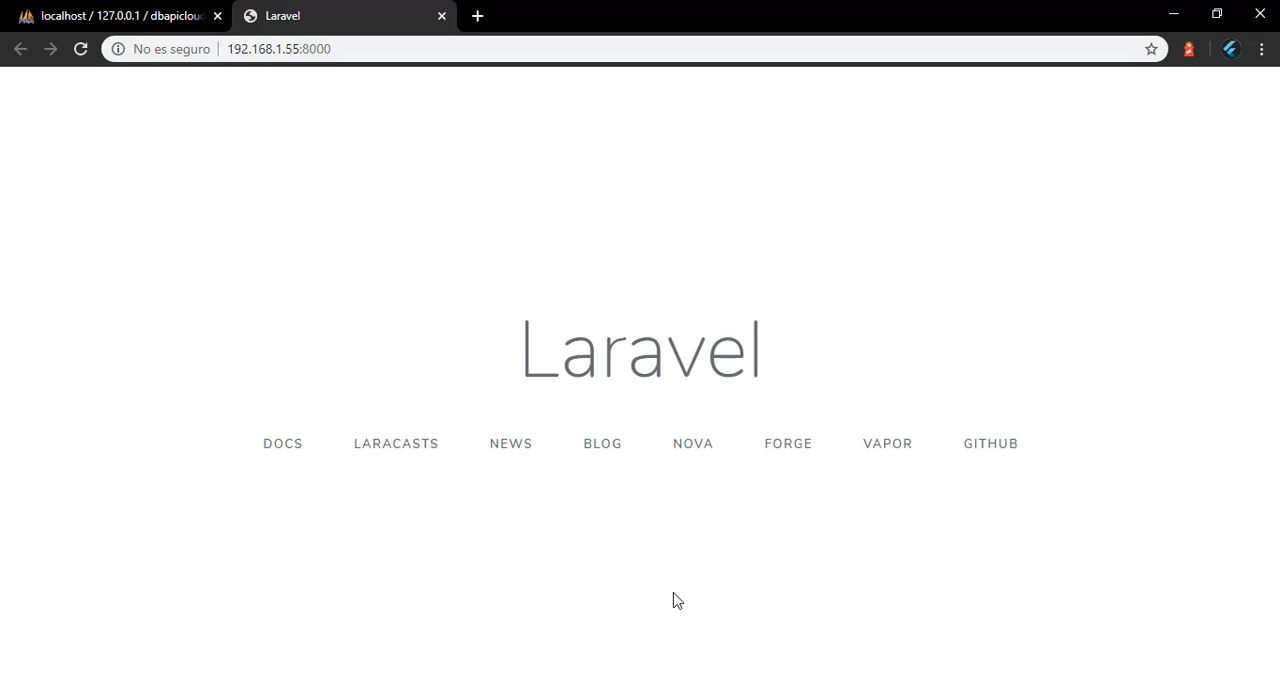 localhost / 127.0.0.1 / dbapicloud
Laravel
No es seguro
192.168.1.55:8000
Laravel
DOCS LARACASTS NEWS BLOG NOVA FORGE VAPOR GITHUB